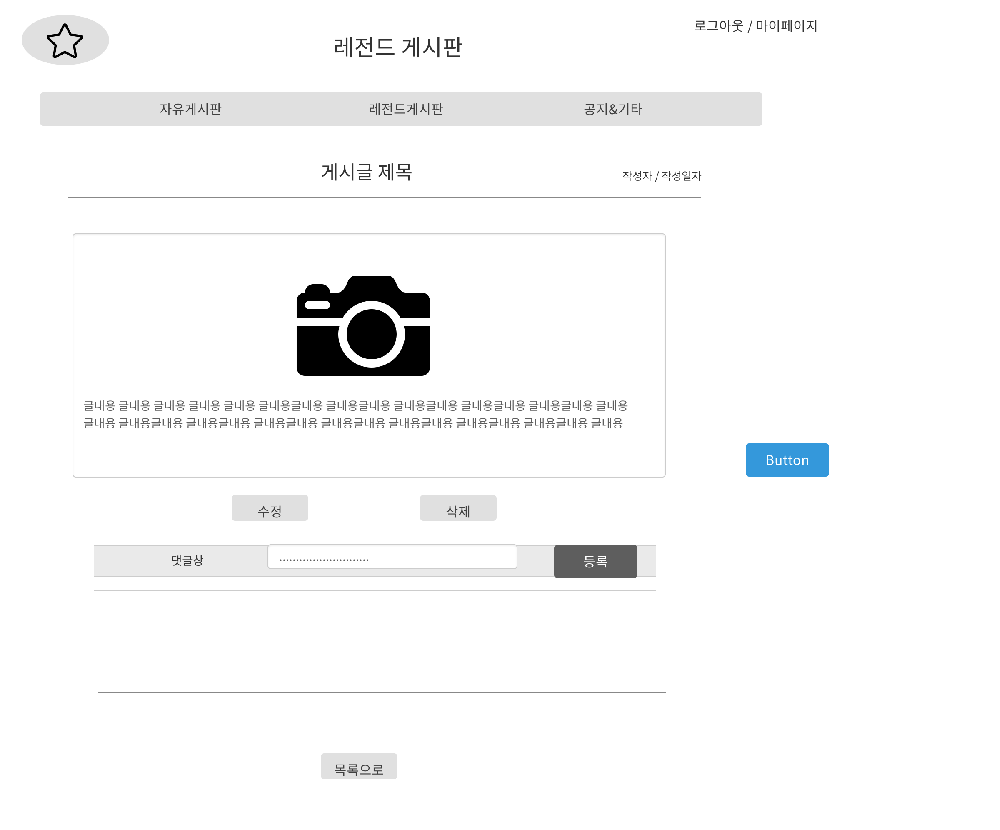 로그아웃 / 마이페이지
레전드 게시판
자유게시판 레전드게시판 공지&기타
게시글 제목
작성자 / 작성일자
글내용 글내용 글내용 글내용 글내용 글내용글내용 글내용글내용 글내용글내용 글내용글내용 글내용글내용 글내용
글내용 글내용글내용 글내용글내용 글내용글내용 글내용글내용 글내용글내용 글내용글내용 글내용글내용 글내용
Button
수정 삭제
댓글창 ........................... 등록
목록으로